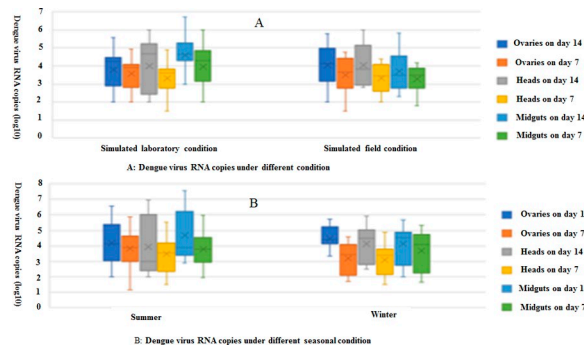 A
Dengue virus RNA copies (log10)
7
6
5
4
3
2
1
0
Simulated laboratory condition
Simulated field condition
Ovaries on day 14
Ovaries on day 7
Heads on day 14
Heads on day 7
Midguts on day 14
Midguts on day 7
A: Dengue virus RNA copies under different condition
B
Dengue virus RNA copies (log10)
8
7
6
5
4
3
2
1
0
Summer
Winter
Ovaries on day 1
Ovaries on day 7
Heads on day 14
Heads on day 7
Midguts on day 1
Midguts on day 7
B: Dengue virus RNA copies under different seasonal condition